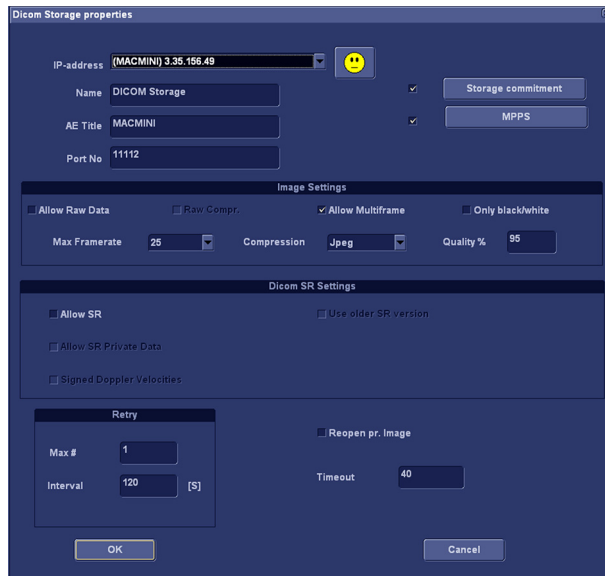 Dicom Storage properties
IP-address (MACMINI) 3.35.156.49
Name DICOM Storage Storage commitment
AE Title MACMINI MPPS
Port No 11112
Image Settings
Allow Raw Data Raw Compr. Allow Multiframe Only black/white
Max Framerate 25 Compression Jpeg Quality % 95
Dicom SR Settings
Allow SR Use older SR version
Allow SR Private Data
Signed Doppler Velocities
Retry
Reopen pr. Image
Max # 1
Timeout 40
Interval 120 [S]
OK Cancel